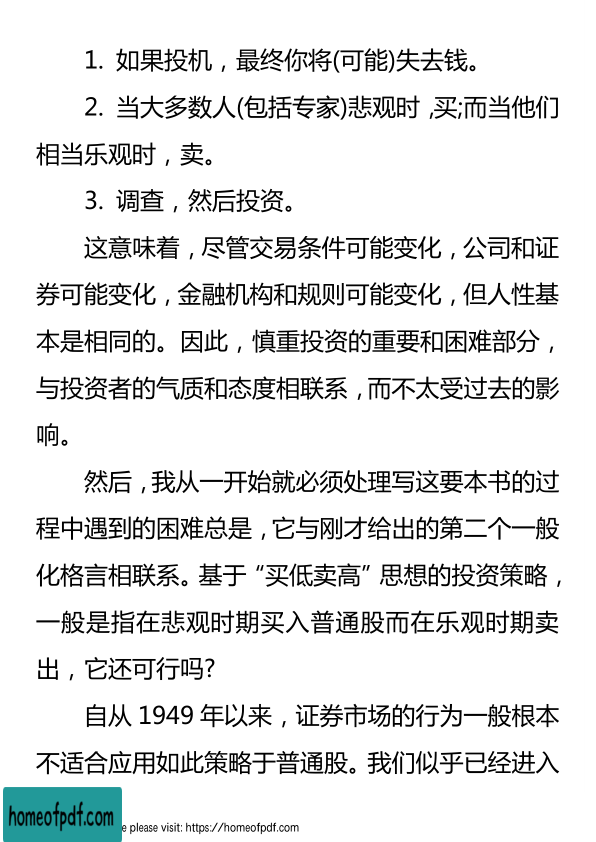 1. 如果投机，最终你将(可能)失去钱。
2. 当大多数人(包括专家)悲观时,买;而当他们
相当乐观时，卖。
3. 调查，然后投资。
这意味着，尽管交易条件可能变化，公司和证
券可能变化，金融机构和规则可能变化，但人性基
本是相同的。因此，慎重投资的重要和困难部分，
与投资者的气质和态度相联系，而不太受过去的影
响。
然后，我从一开始就必须处理写这要本书的过
程中遇到的困难总是，它与刚才给出的第二个一般
化格言相联系。基于“买低卖高”思想的投资策略，
一般是指在悲观时期买入普通股而在乐观时期卖
出，它还可行吗?
自从 1949 年以来，证券市场的行为一般根本
不适合应用如此策略于普通股。我们似乎已经进入
homeofpdf.com
please visit: https://homeofpdf.com